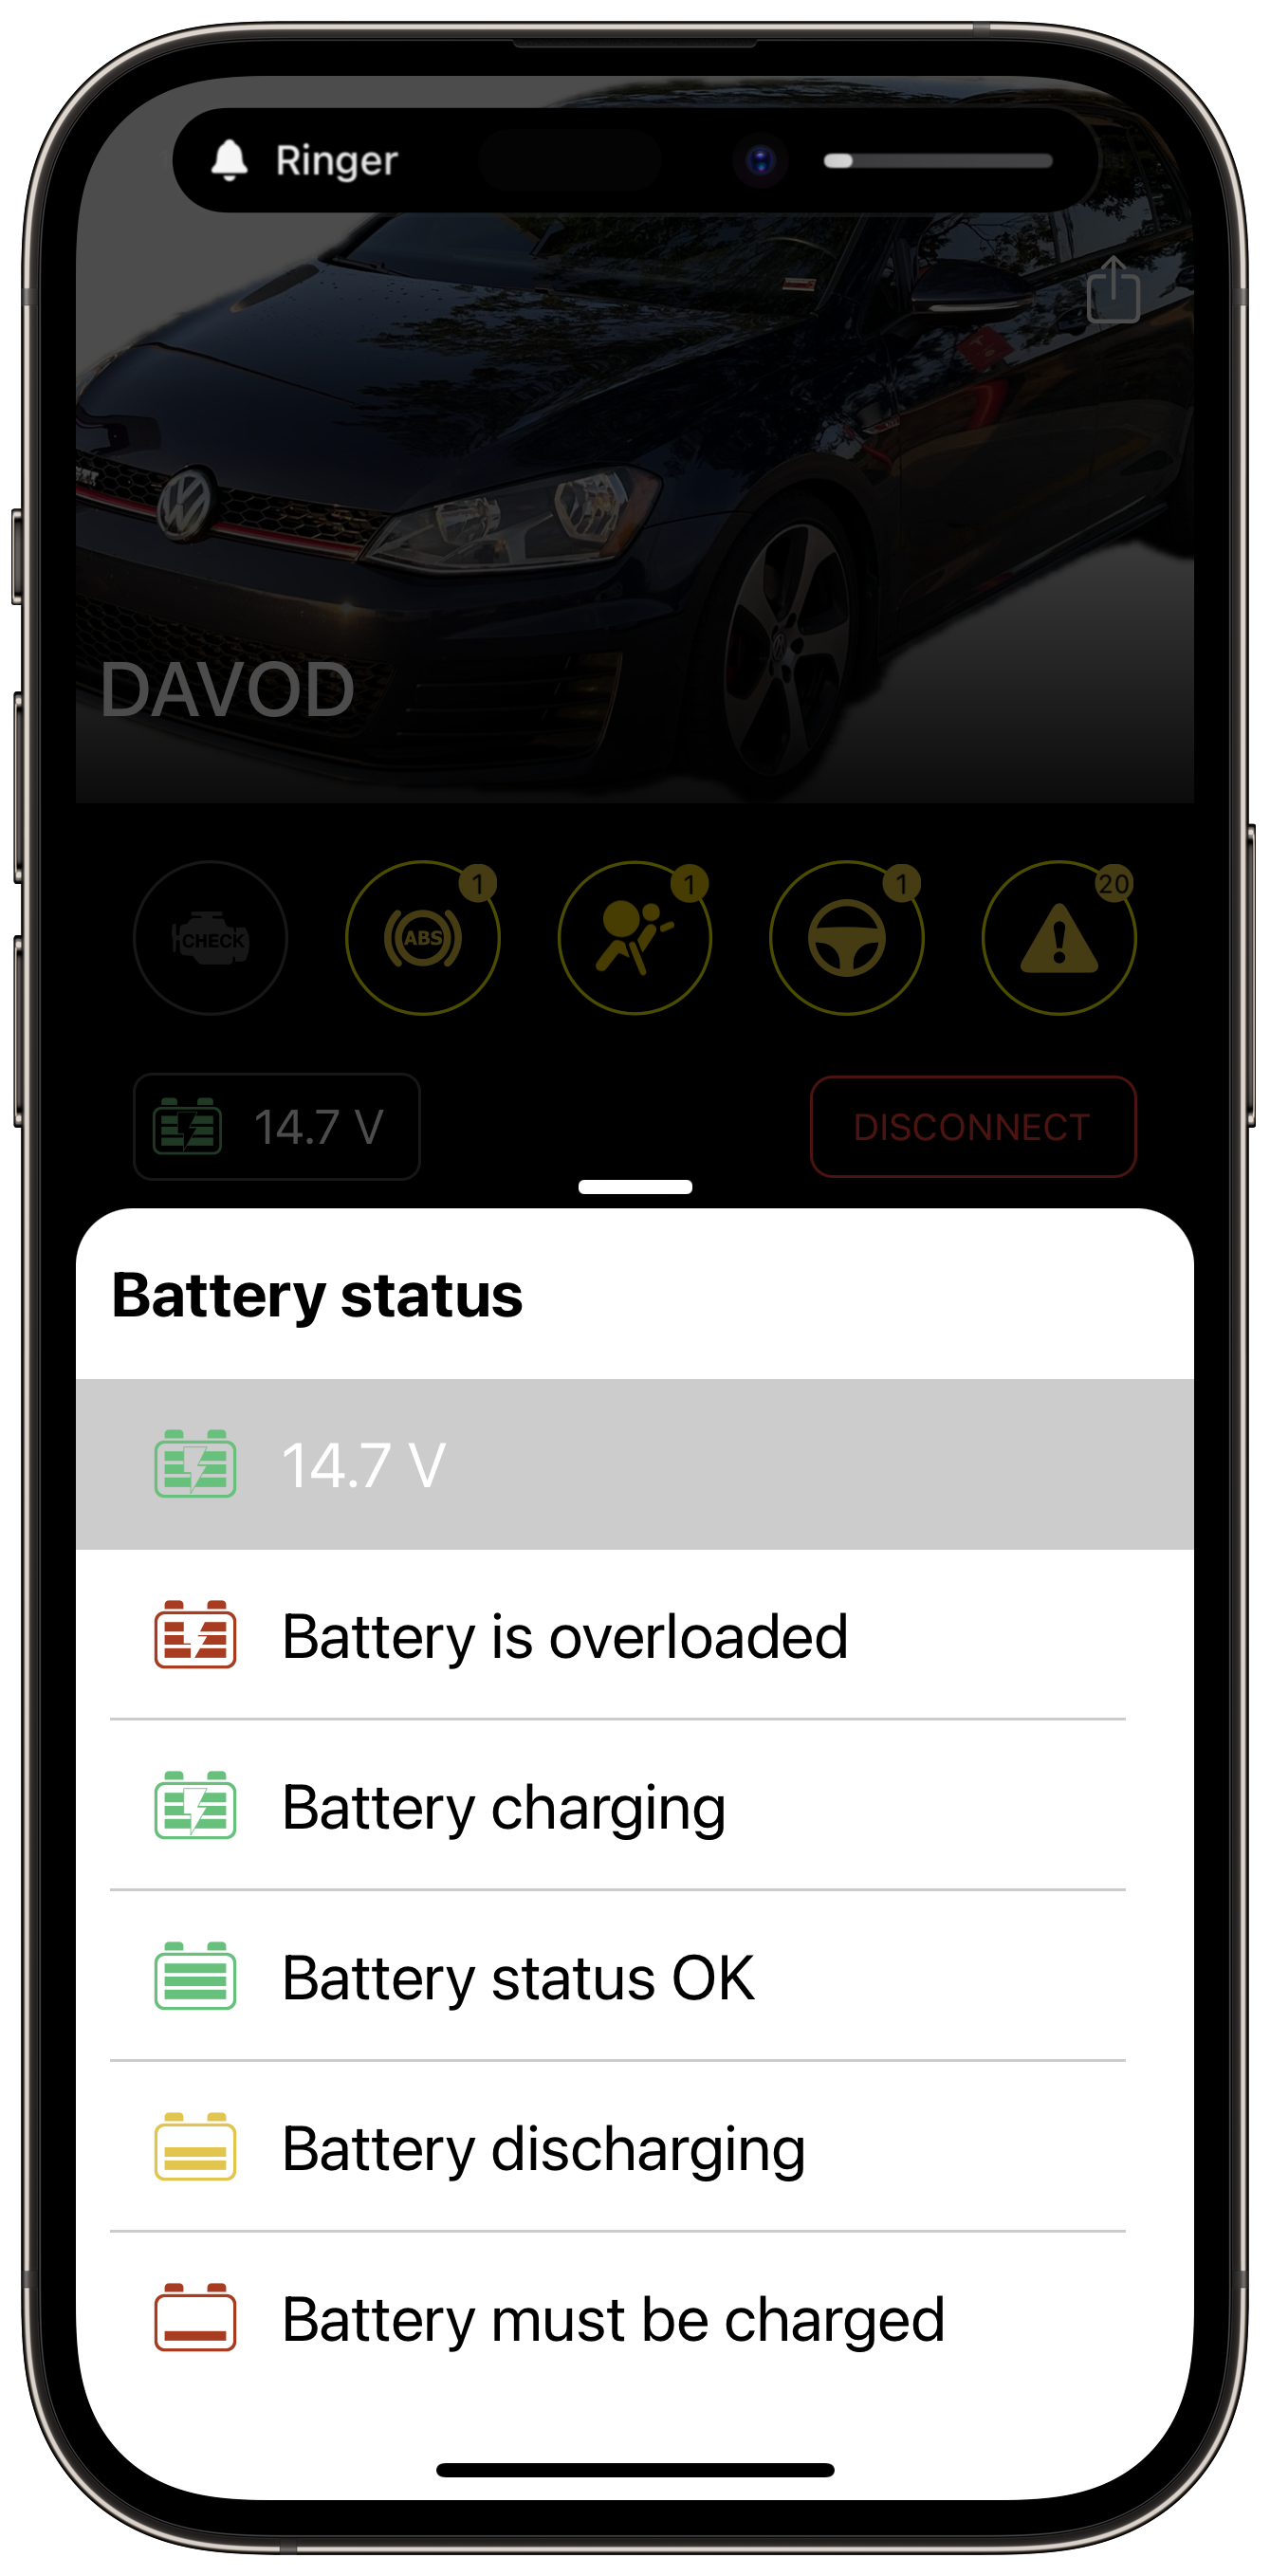 Ringer
DAVOD
CHECK
1
ABS
1
1
20
14.7 V
DISCONNECT
Battery status
14.7 V
Battery is overloaded
Battery charging
Battery status OK
Battery discharging
Battery must be charged